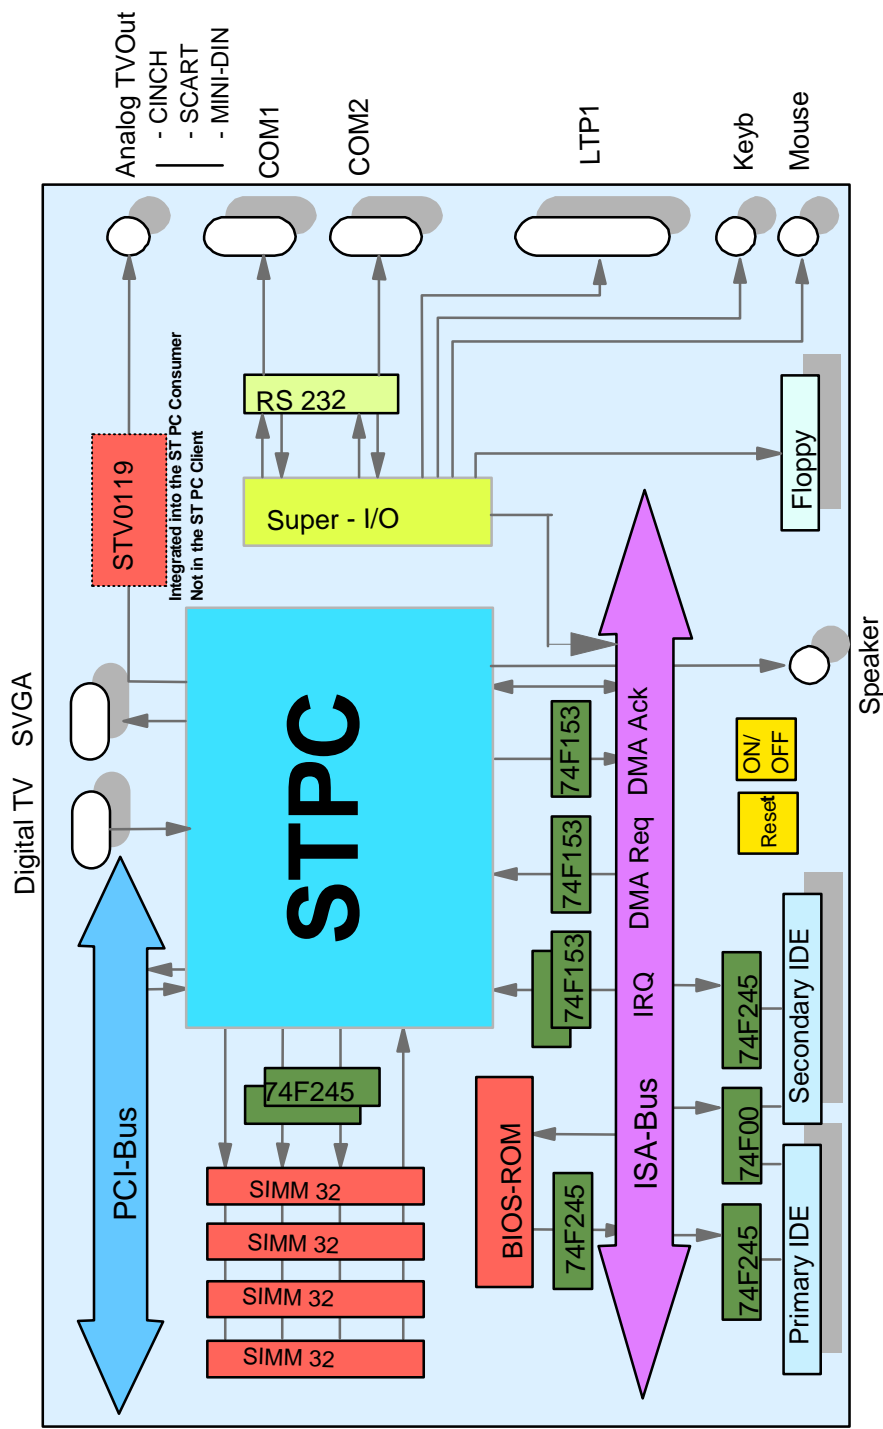 Analog TVOut
- CINCH
- SCART
- MINI-DIN
COM1
COM2
LTP1
Keyb
Mouse
RS 232
STV0119
Integrated into the ST PC Consumer
Not in the ST PC Client
Super - I/O
Floppy
Digital TV
SVGA
STPC
Speaker
74F153
74F153
74F153
DMA Ack
DMA Req
IRQ
ISA-Bus
ON/
OFF
Reset
PCI-Bus
74F245
SIMM 32
SIMM 32
SIMM 32
SIMM 32
BIOS-ROM
74F245
74F245
74F00
74F245
Secondary IDE
Primary IDE